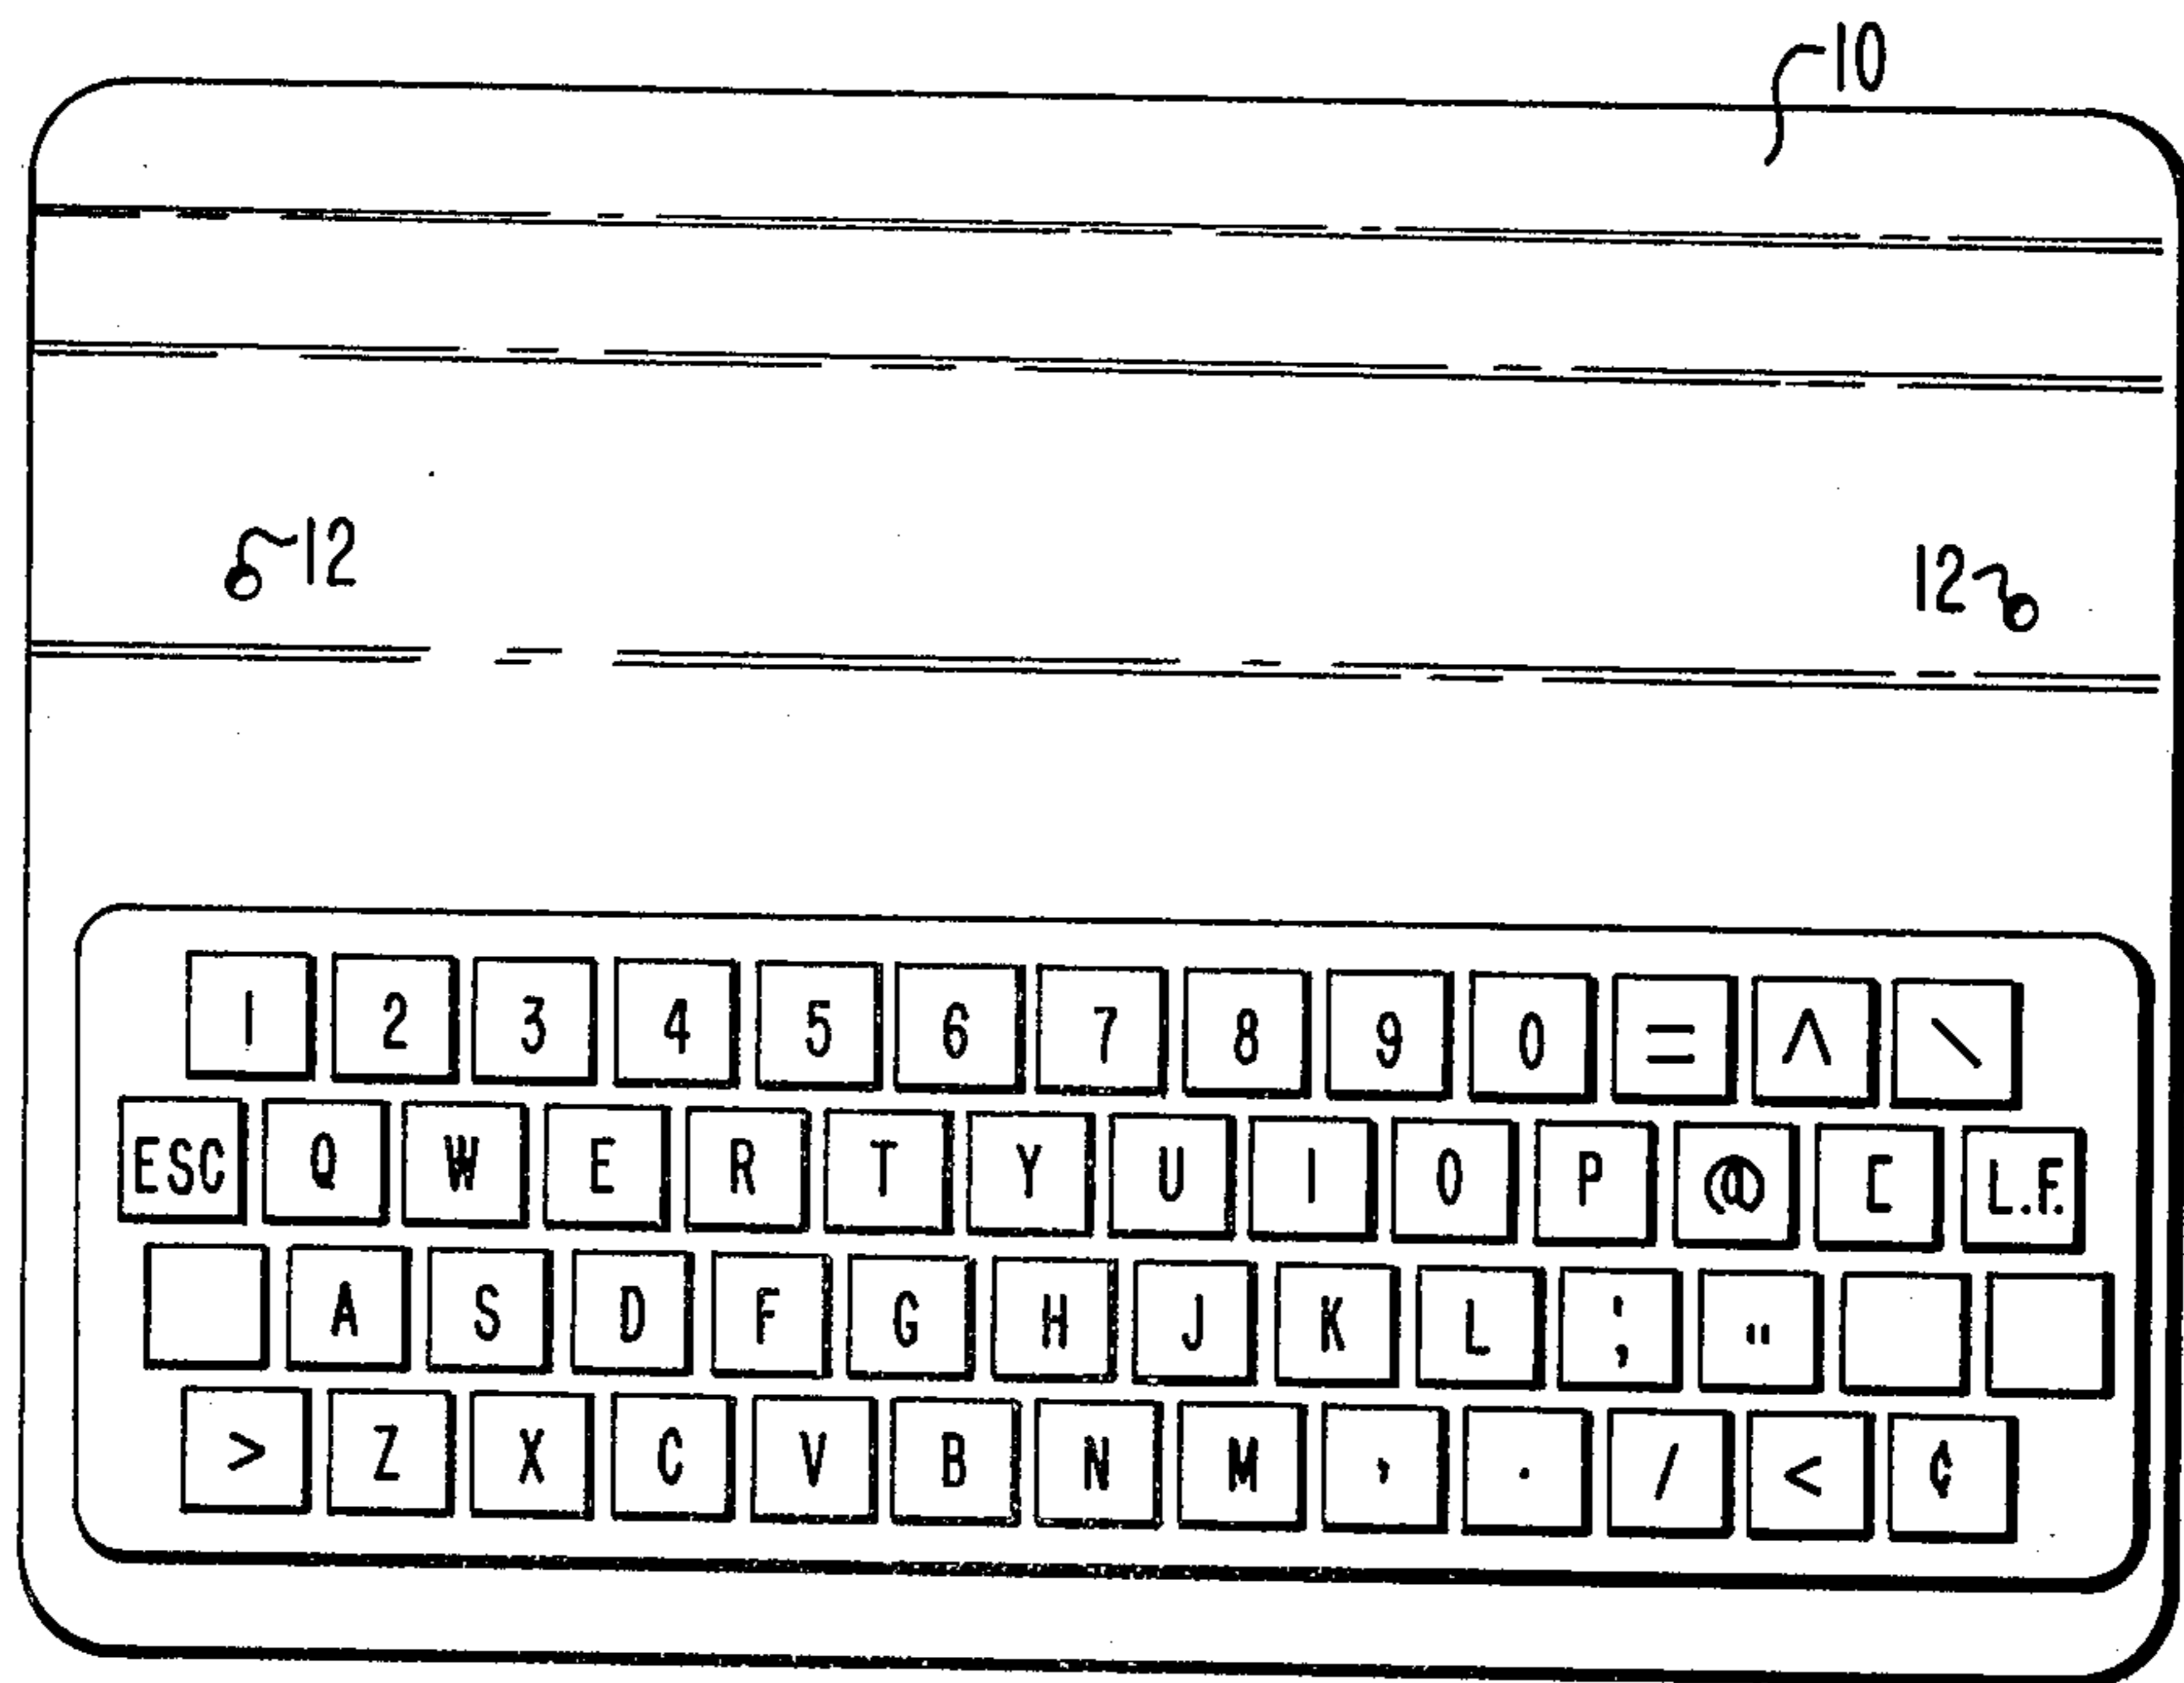 10
12 12
1 2 3 4 5 6 7 8 9 0 = ^ \
ESC Q W E R T Y U I O P @ [ L.F.
A S D F G H J K L ; "
> Z X C V B N M , . / < ¢